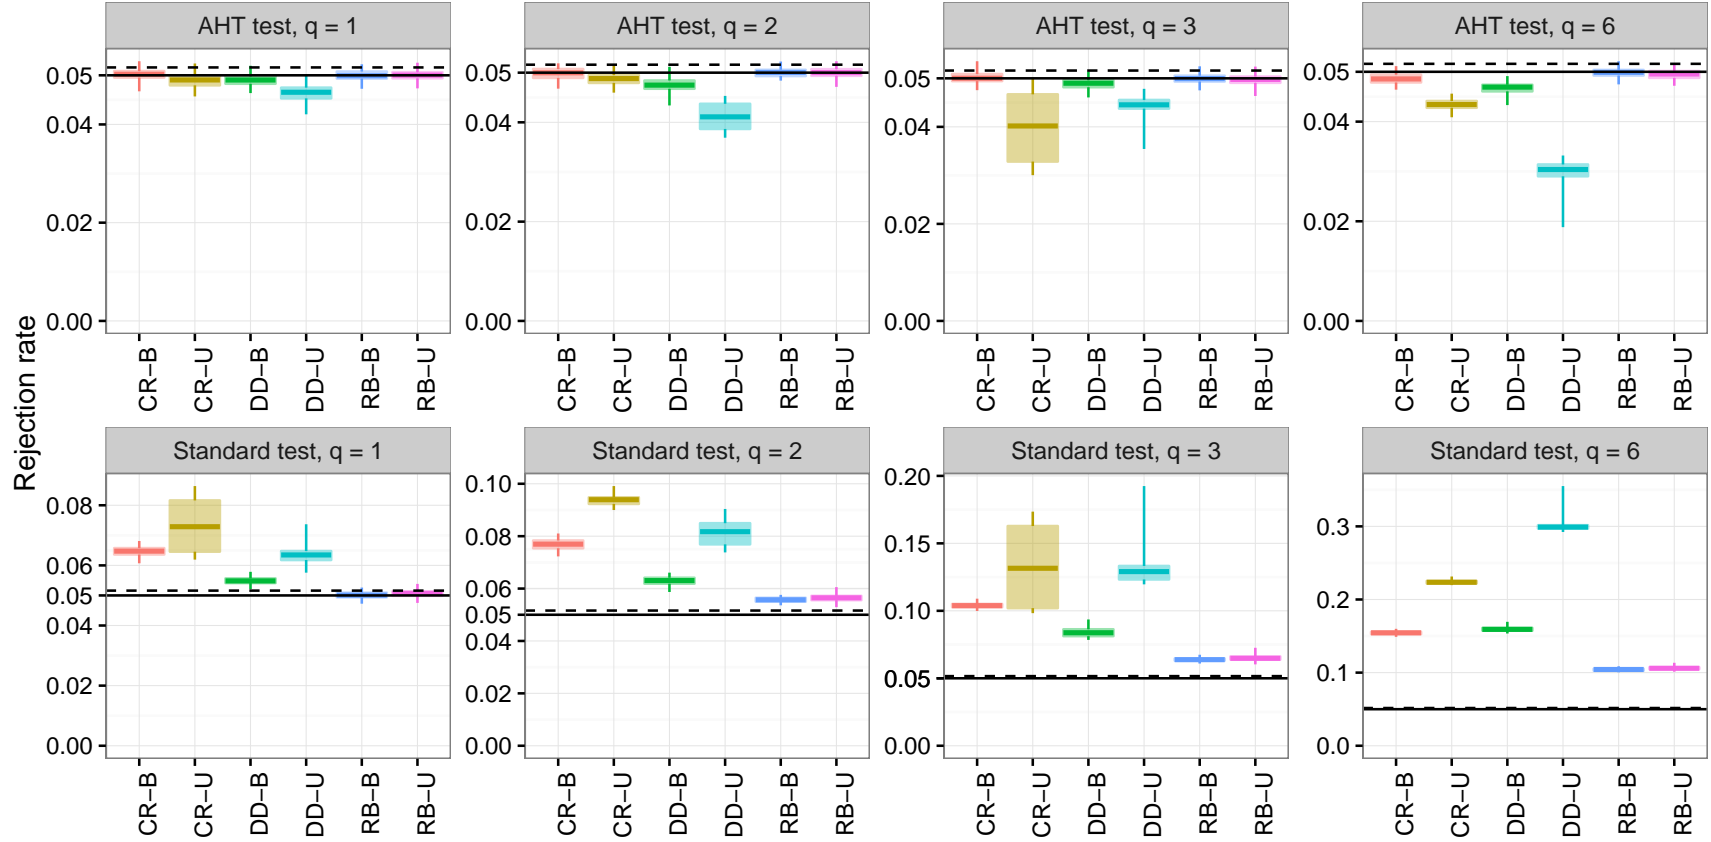 AHT test, q = 1
AHT test, q = 2
AHT test, q = 3
AHT test, q = 6
0.05
0.04
0.02
0.00
0.05
0.04
0.02
0.00
0.05
0.04
0.02
0.00
0.05
0.04
0.02
0.00
CR−B
CR−U
DD−B
DD−U
RB−B
RB−U
CR−B
CR−U
DD−B
DD−U
RB−B
RB−U
CR−B
CR−U
DD−B
DD−U
RB−B
RB−U
CR−B
CR−U
DD−B
DD−U
RB−B
RB−U
Rejection rate
Standard test, q = 1
Standard test, q = 2
Standard test, q = 3
Standard test, q = 6
0.08
0.06
0.05
0.04
0.02
0.00
0.10
0.08
0.06
0.05
0.04
0.02
0.00
0.20
0.15
0.10
0.05
0.00
0.3
0.2
0.1
0.0
CR−B
CR−U
DD−B
DD−U
RB−B
RB−U
CR−B
CR−U
DD−B
DD−U
RB−B
RB−U
CR−B
CR−U
DD−B
DD−U
RB−B
RB−U
CR−B
CR−U
DD−B
DD−U
RB−B
RB−U